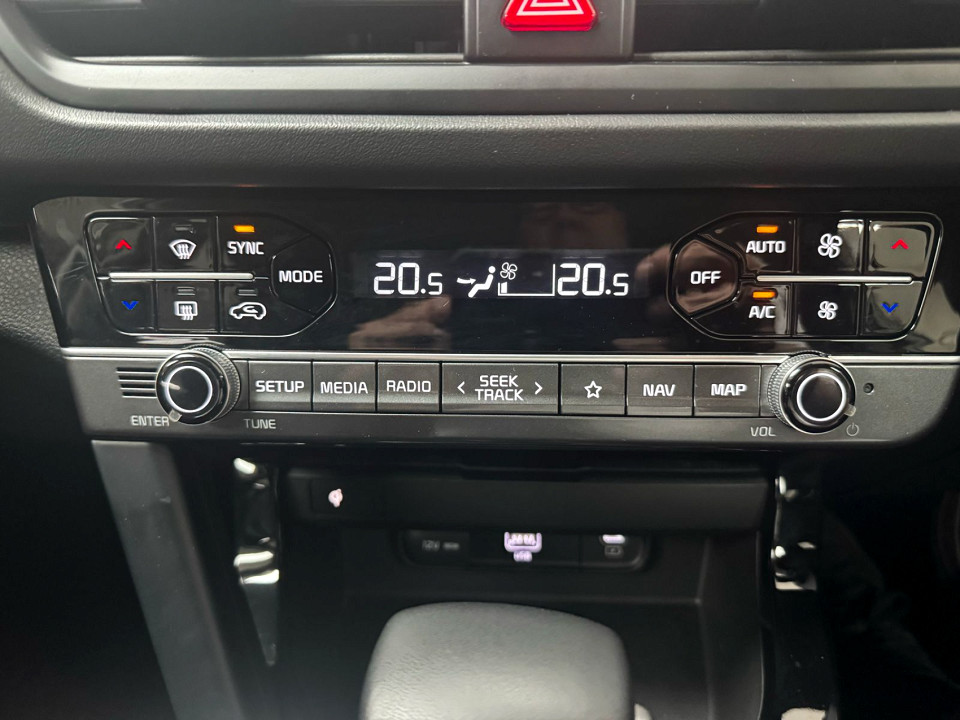 SYNC
MODE
20.5 20.5
AUTO
OFF
A/C
SETUP MEDIA RADIO SEEK NAV MAP
TRACK
ENTER TUNE VOL